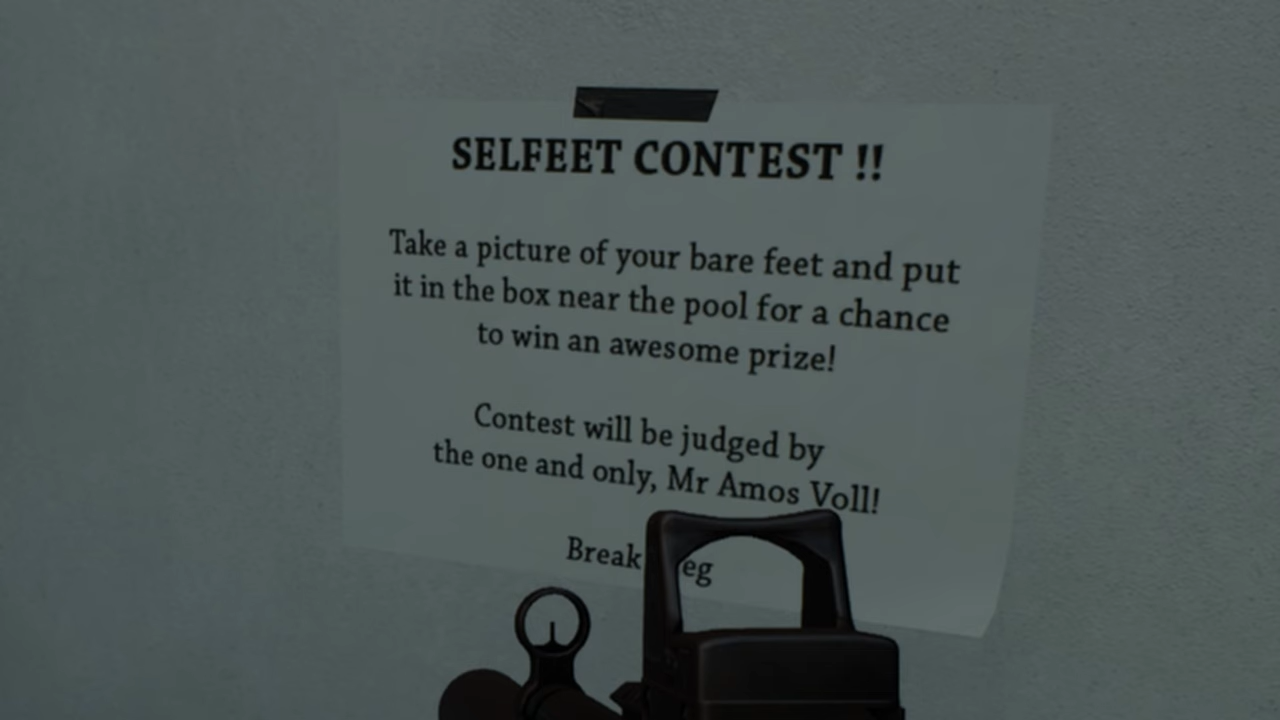 SELFEET CONTEST !!
Take a picture of your bare feet and put
it in the box near the pool for a chance
to win an awesome prize!
Contest will be judged by
the one and only, Mr Amos Voll!
Break